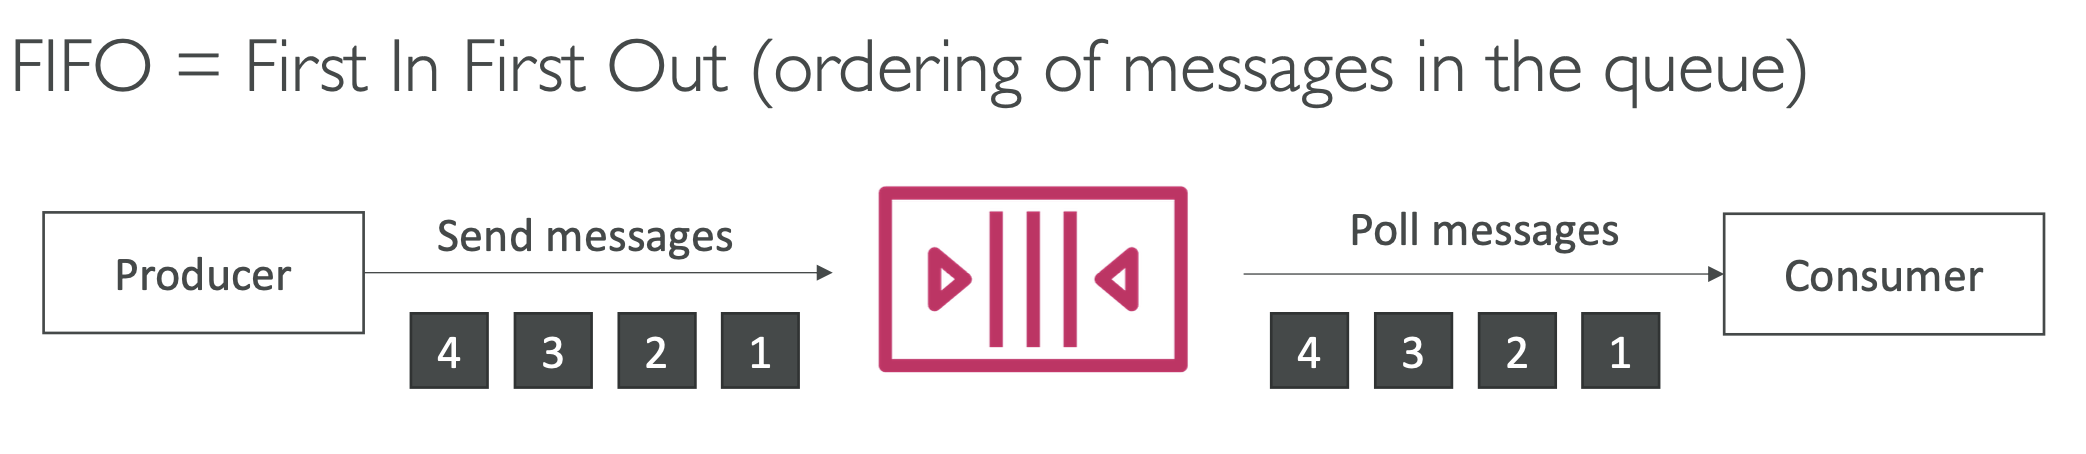 FIFO = First In First Out (ordering of messages in the queue)
Producer
Send messages
4 3 2 1
Poll messages
4 3 2 1
Consumer